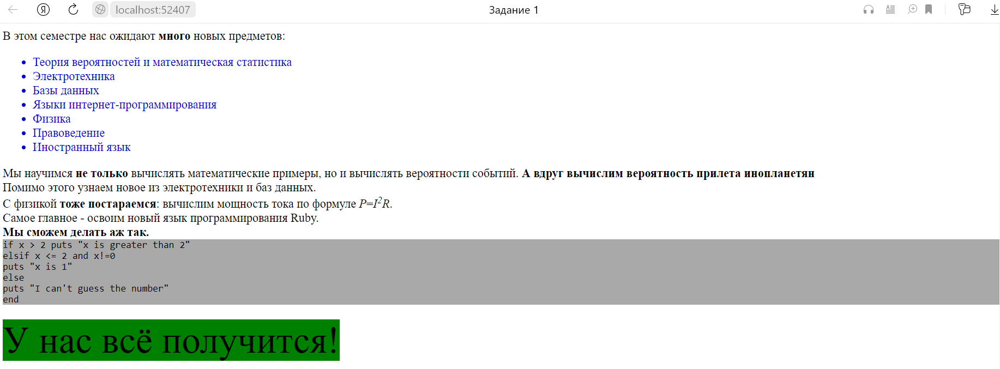 localhost:52407
Задание 1
В этом семестре нас ожидают много новых предметов:
Теория вероятностей и математическая статистика
Электротехника
Базы данных
Языки интернет-программирования
Физика
Правоведение
Иностранный язык
Мы научимся не только вычислять математические примеры, но и вычислять вероятности событий. А вдруг вычислим вероятность прилета инопланетян
Помимо этого узнаем новое из электротехники и баз данных.
С физикой тоже постараемся: вычислим мощность тока по формуле P=I²R.
Самое главное - освоим новый язык программирования Ruby.
Мы сможем делать аж так.
if x > 2 puts "x is greater than 2"
elsif x <= 2 and x!=0
puts "x is 1"
else
puts "I can't guess the number"
end
У нас всё получится!